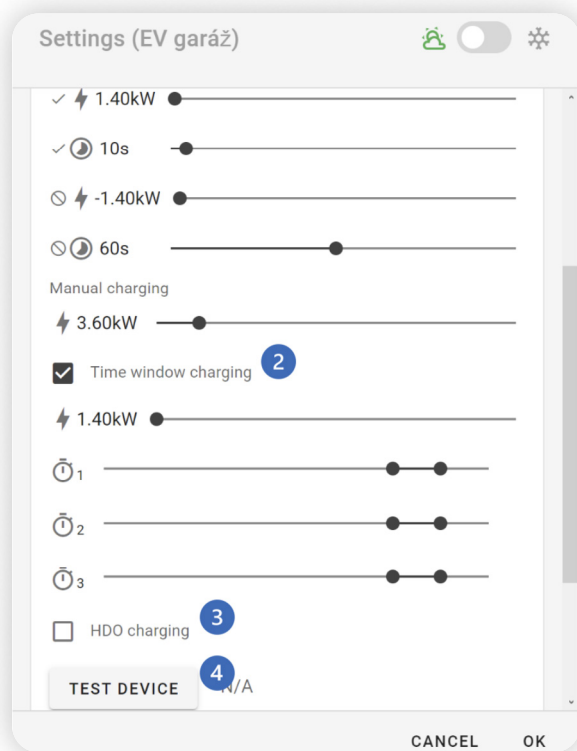 Settings (EV garáž)
1.40kW
10s
-1.40kW
60s
Manual charging
3.60kW
Time window charging 2
1.40kW
1
2
3
HDO charging 3
TEST DEVICE 4 N/A
CANCEL OK